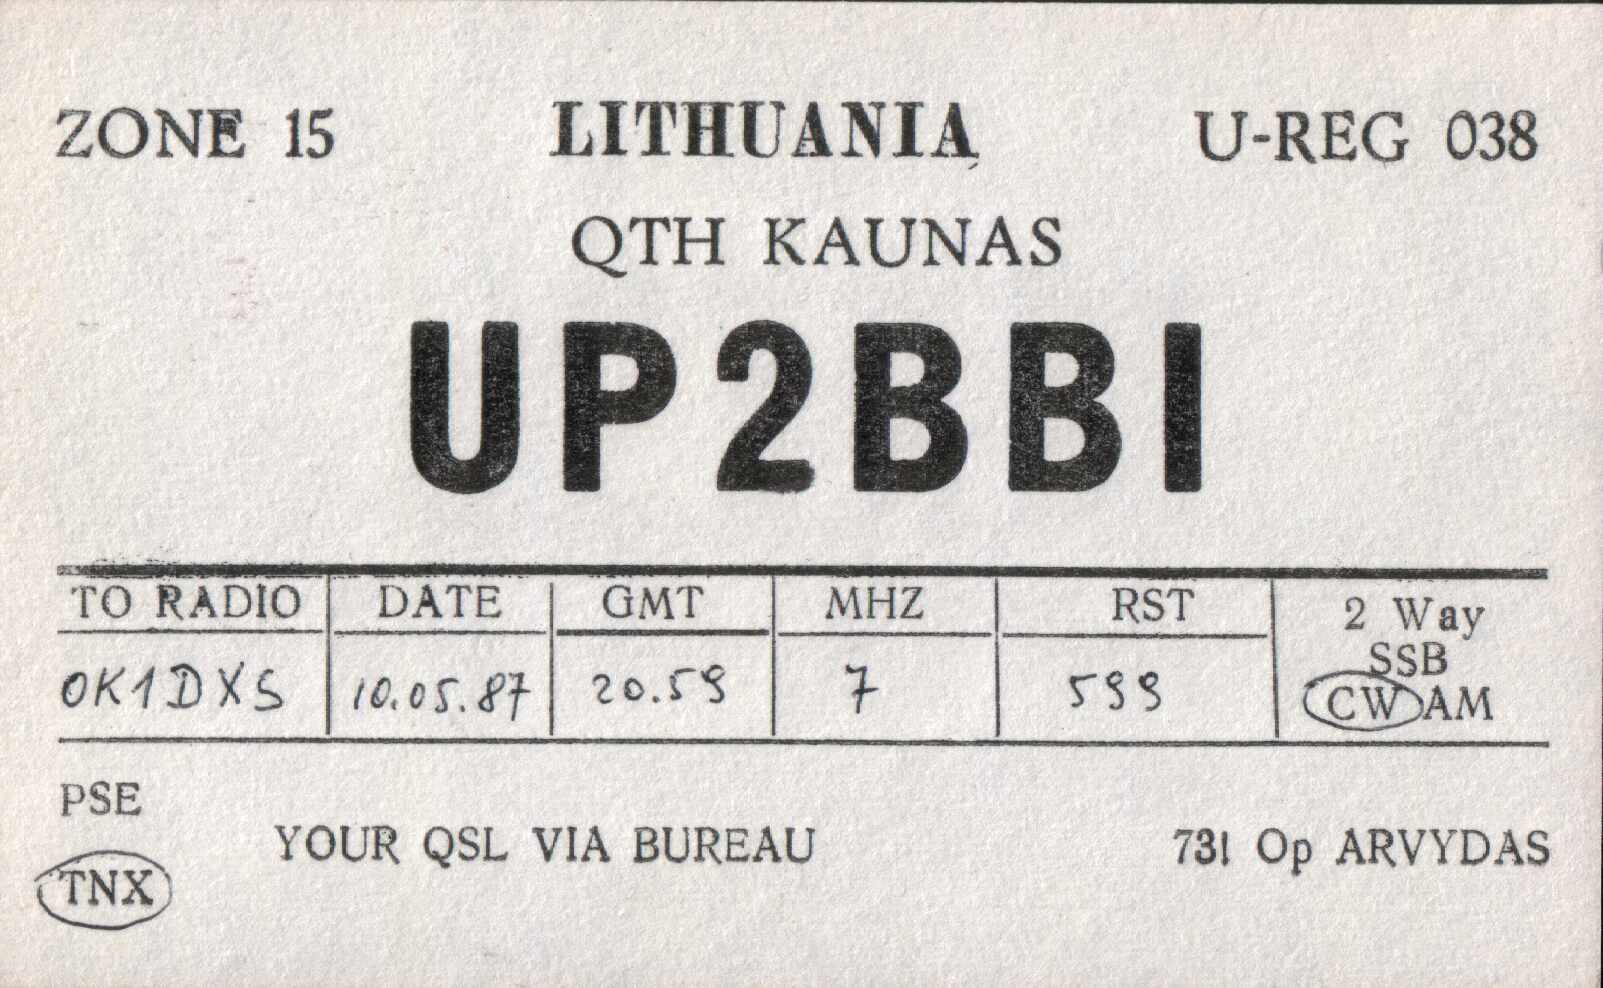 ZONE 15 LITHUANIA U-REG 038
QTH KAUNAS
UP2BBI
TO RADIO DATE GMT MHZ RST 2 Way
SSB
OK1DXS 10.05.87 20.59 7 599 CW AM
PSE
YOUR QSL VIA BUREAU 73! Op ARVYDAS
TNX